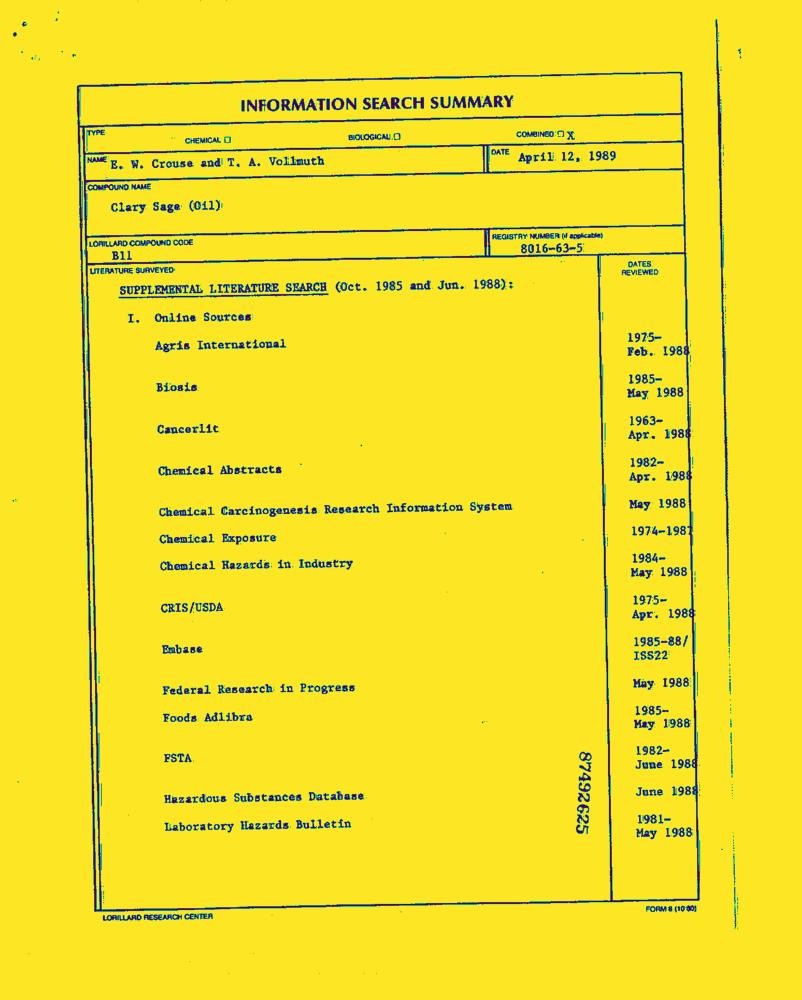 INFORMATION SEARCH SUMMARY
TYPE
CHEMICAL ☐ BIOLOGICAL ☐ COMBINED ☐ X
NAME E. W. Crouse and T. A. Vollmuth DATE April 12, 1989
COMPOUND NAME
Clary Sage (Oil)
LORILLARD COMPOUND CODE REGISTRY NUMBER (if applicable)
B11 8016-63-5
LITERATURE SURVEYED DATES
REVIEWED
SUPPLEMENTAL LITERATURE SEARCH (Oct. 1985 and Jun. 1988):
I. Online Sources
Agris International 1975-
Feb. 1988
Biosis 1985-
May 1988
Cancerlit 1963-
Apr. 1988
Chemical Abstracts 1982-
Apr. 1988
Chemical Carcinogenesis Research Information System May 1988
Chemical Exposure 1974-1987
Chemical Hazards in Industry 1984-
May 1988
CRIS/USDA 1975-
Apr. 1988
Embase 1985-88/
ISS22
Federal Research in Progress May 1988
Foods Adlibra 1985-
May 1988
FSTA 1982-
June 1988
Hazardous Substances Database June 1988
Laboratory Hazards Bulletin 1981-
May 1988
87492625
LORILLARD RESEARCH CENTER FORM 8 (10/80)